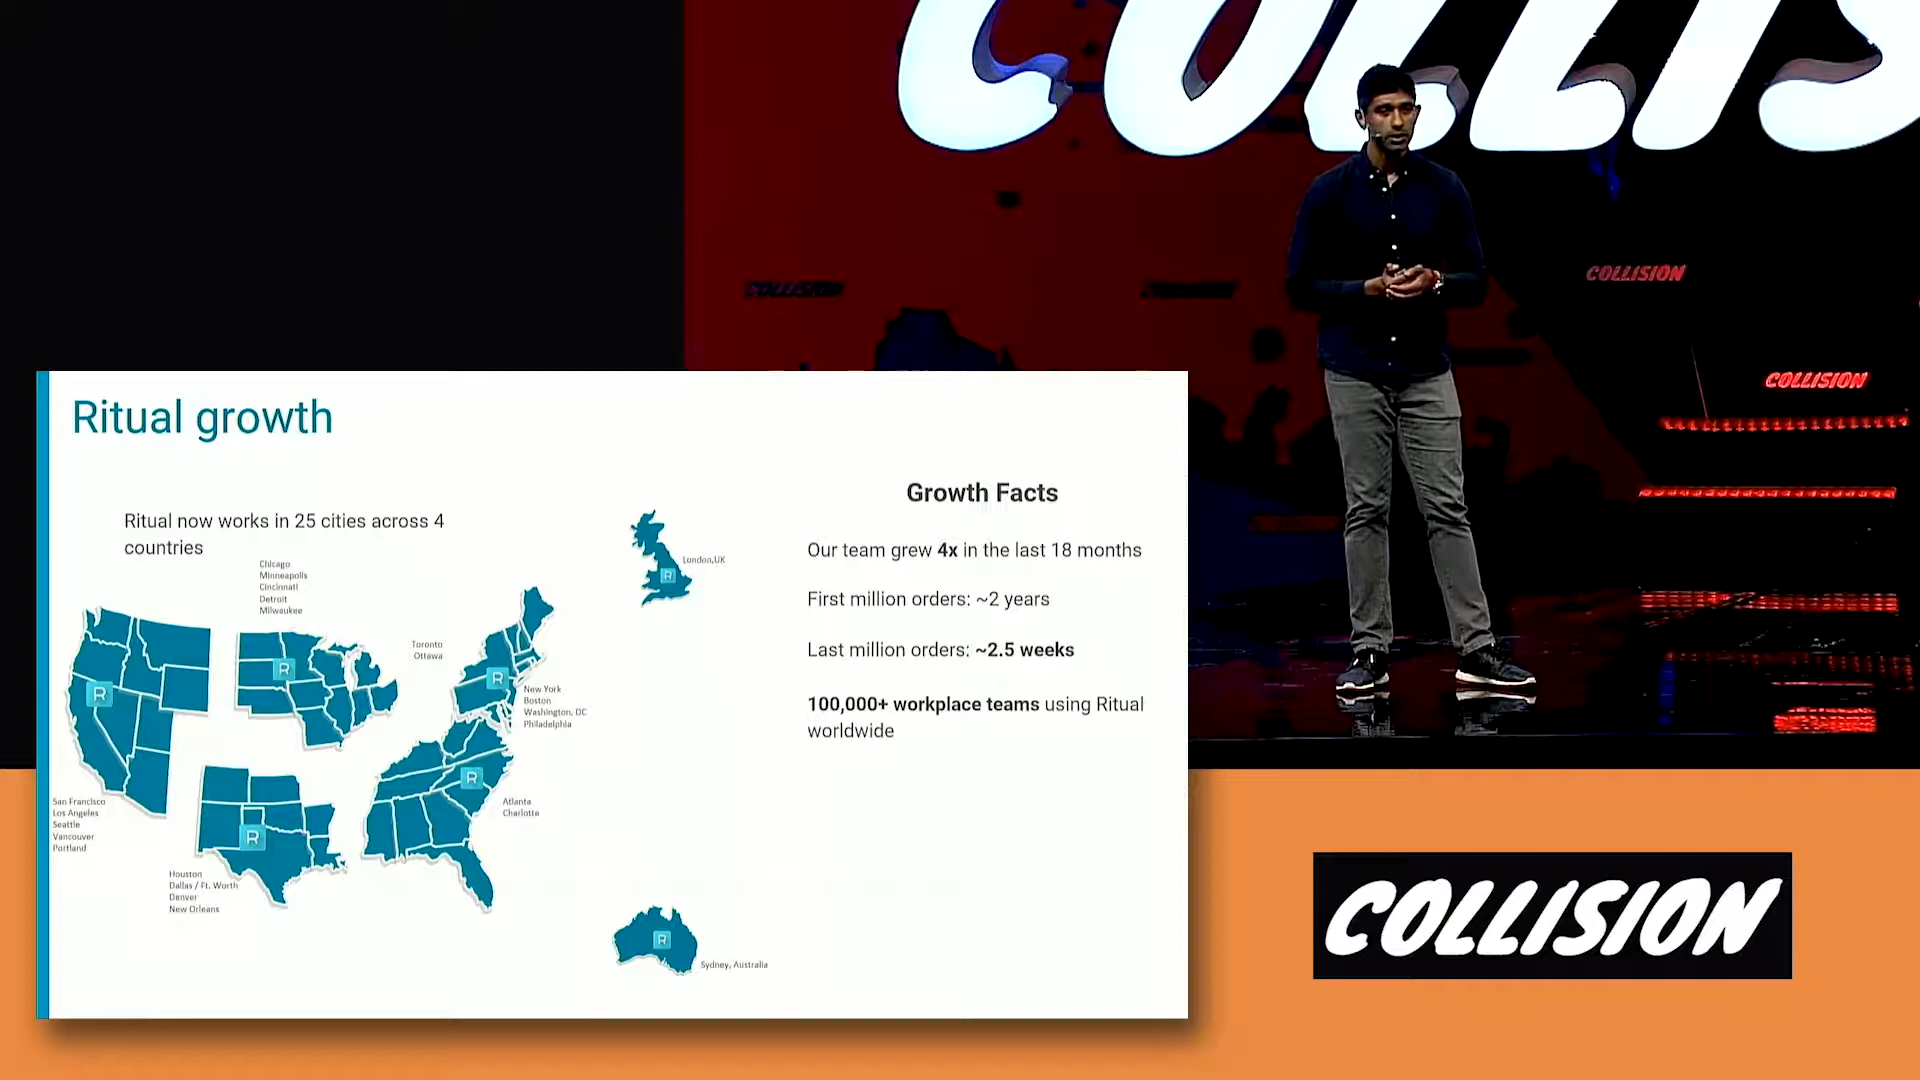 COLLIS
COLLISION
COLLISION
COLLISION
Ritual growth
Ritual now works in 25 cities across 4
countries
Chicago
Minneapolis
Cincinnati
Detroit
Milwaukee
Toronto
Ottawa
New York
Boston
Washington, DC
Philadelphia
London,UK
San Francisco
Los Angeles
Seattle
Vancouver
Portland
Houston
Dallas / Ft. Worth
Denver
New Orleans
Atlanta
Charlotte
Sydney, Australia
R
R
R
R
R
R
R
Growth Facts
Our team grew 4x in the last 18 months
First million orders: ~2 years
Last million orders: ~2.5 weeks
100,000+ workplace teams using Ritual
worldwide
COLLISION